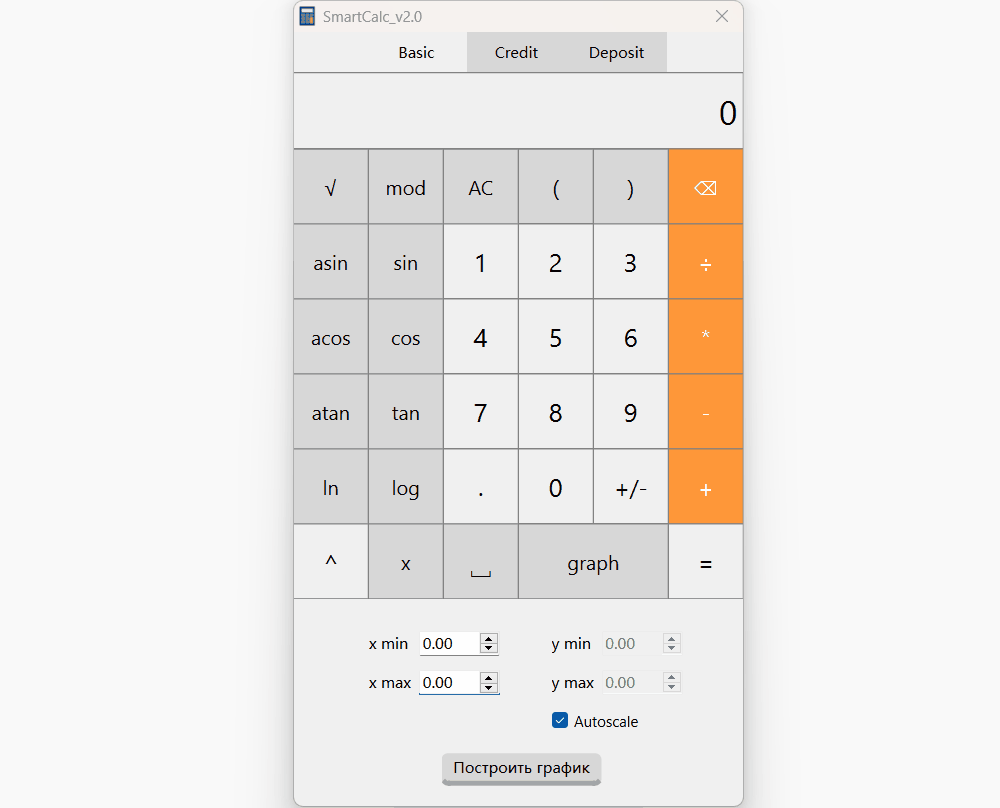 SmartCalc_v2.0
Basic Credit Deposit
0
√ mod AC ( ) ⌫
asin sin 1 2 3 ÷
acos cos 4 5 6 *
atan tan 7 8 9 -
ln log . 0 +/- +
^ x ⎵ graph =
x min 0.00 y min 0.00
x max 0.00 y max 0.00
Autoscale
Построить график